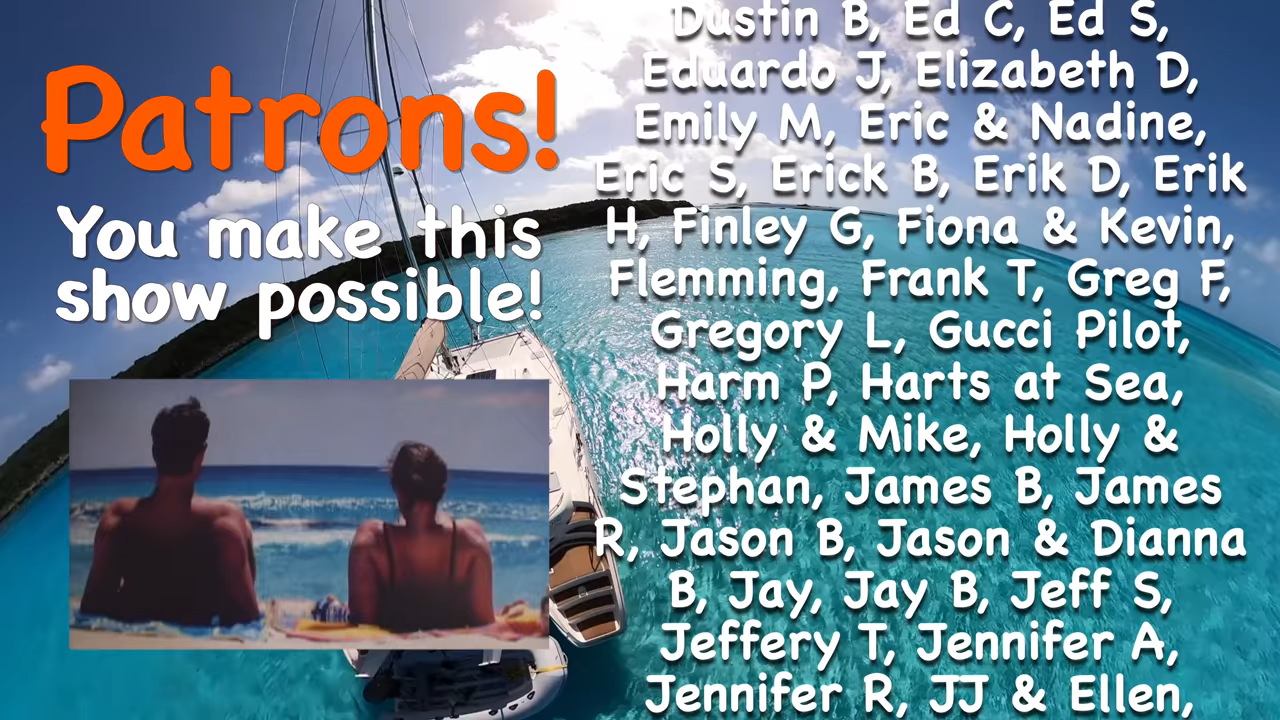 Patrons!
You make this
show possible!
Dustin B, Ed C, Ed S,
Eduardo J, Elizabeth D,
Emily M, Eric & Nadine,
Eric S, Erick B, Erik D, Erik
H, Finley G, Fiona & Kevin,
Flemming, Frank T, Greg F,
Gregory L, Gucci Pilot,
Harm P, Harts at Sea,
Holly & Mike, Holly &
Stephan, James B, James
R, Jason B, Jason & Dianna
B, Jay, Jay B, Jeff S,
Jeffery T, Jennifer A,
Jennifer R, JJ & Ellen,